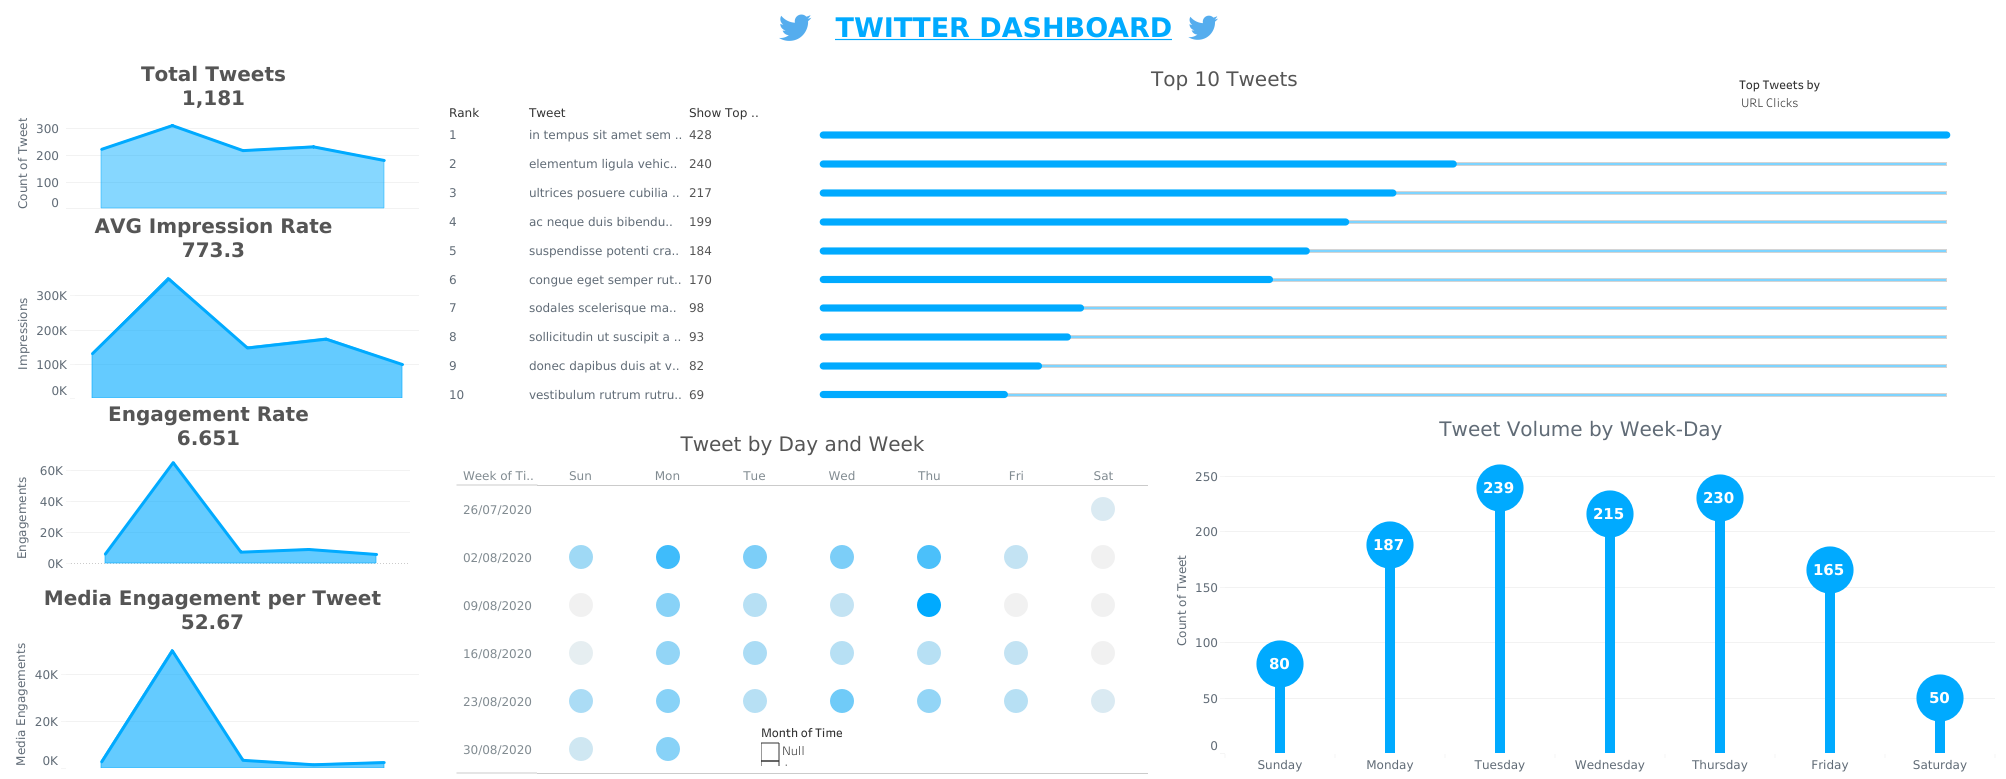 TWITTER DASHBOARD
Total Tweets
1,181
Count of Tweet
300
200
100
0
AVG Impression Rate
773.3
Impressions
300K
200K
100K
0K
Engagement Rate
6.651
Engagements
60K
40K
20K
0K
Media Engagement per Tweet
52.67
Media Engagements
40K
20K
0K
Top 10 Tweets
Top Tweets by
URL Clicks
Rank Tweet Show Top ..
1 in tempus sit amet sem .. 428
2 elementum ligula vehic.. 240
3 ultrices posuere cubilia .. 217
4 ac neque duis bibendu.. 199
5 suspendisse potenti cra.. 184
6 congue eget semper rut.. 170
7 sodales scelerisque ma.. 98
8 sollicitudin ut suscipit a .. 93
9 donec dapibus duis at v.. 82
10 vestibulum rutrum rutru.. 69
Tweet by Day and Week
Week of Ti.. Sun Mon Tue Wed Thu Fri Sat
26/07/2020
02/08/2020
09/08/2020
16/08/2020
23/08/2020
30/08/2020
Month of Time
Null
Tweet Volume by Week-Day
Count of Tweet
250
200
150
100
50
0
80
187
239
215
230
165
50
Sunday Monday Tuesday Wednesday Thursday Friday Saturday